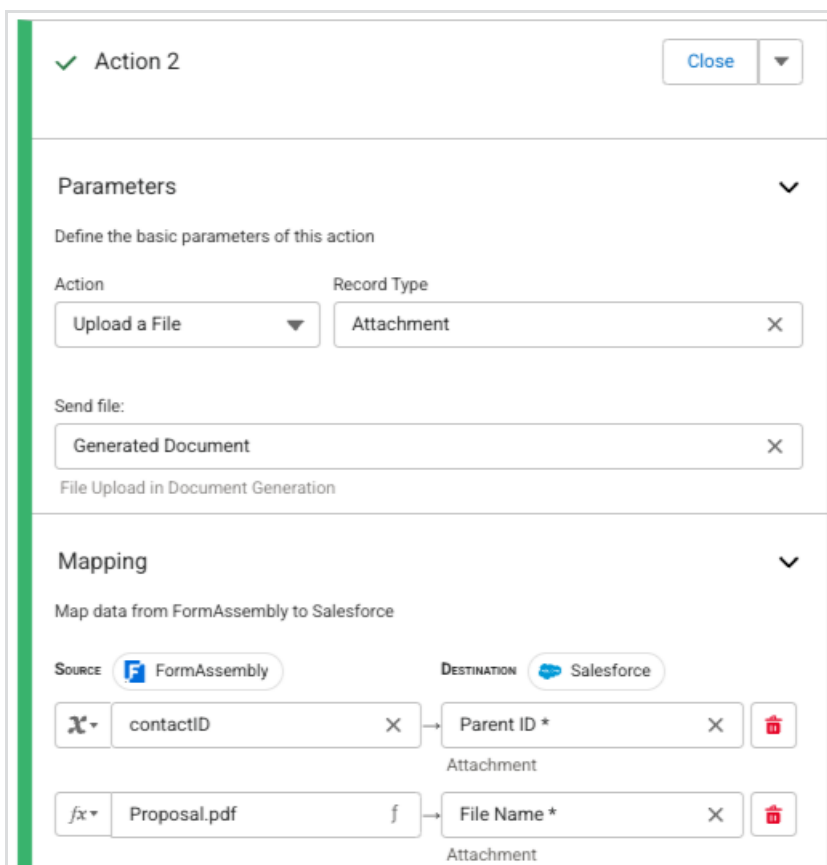 Action 2 Close
Parameters
Define the basic parameters of this action
Action Record Type
Upload a File Attachment
Send file:
Generated Document
File Upload in Document Generation
Mapping
Map data from FormAssembly to Salesforce
SOURCE FormAssembly DESTINATION Salesforce
x contactID → Parent ID *
Attachment
fx Proposal.pdf f → File Name *
Attachment